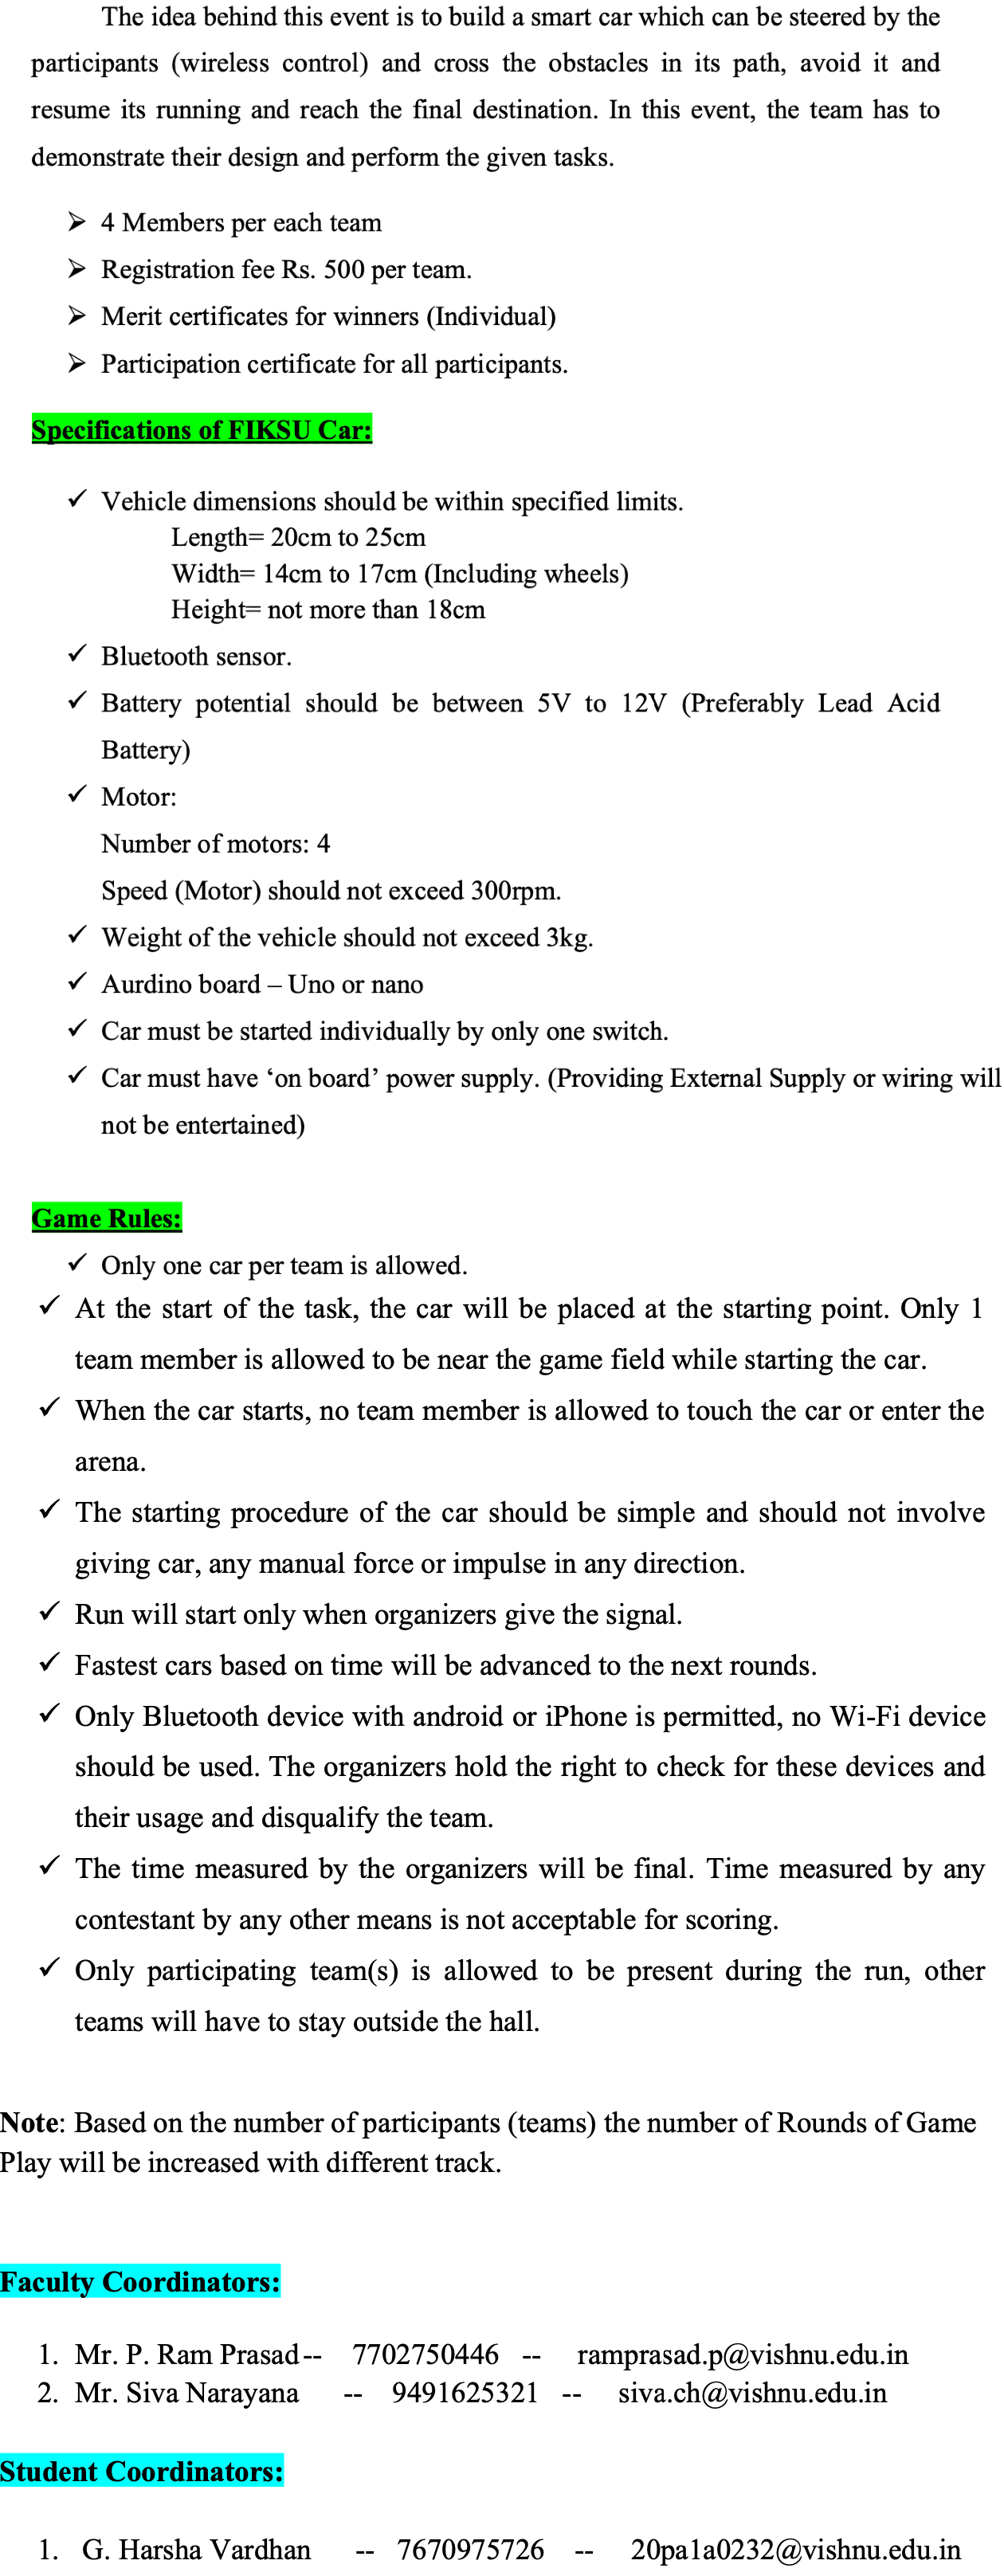 The idea behind this event is to build a smart car which can be steered by the
participants (wireless control) and cross the obstacles in its path, avoid it and
resume its running and reach the final destination. In this event, the team has to
demonstrate their design and perform the given tasks.
➢ 4 Members per each team
➢ Registration fee Rs. 500 per team.
➢ Merit certificates for winners (Individual)
➢ Participation certificate for all participants.
Specifications of FIKSU Car:
✓ Vehicle dimensions should be within specified limits.
Length= 20cm to 25cm
Width= 14cm to 17cm (Including wheels)
Height= not more than 18cm
✓ Bluetooth sensor.
✓ Battery potential should be between 5V to 12V (Preferably Lead Acid
Battery)
✓ Motor:
Number of motors: 4
Speed (Motor) should not exceed 300rpm.
✓ Weight of the vehicle should not exceed 3kg.
✓ Aurdino board – Uno or nano
✓ Car must be started individually by only one switch.
✓ Car must have ‘on board’ power supply. (Providing External Supply or wiring will
not be entertained)
Game Rules:
✓ Only one car per team is allowed.
✓ At the start of the task, the car will be placed at the starting point. Only 1
team member is allowed to be near the game field while starting the car.
✓ When the car starts, no team member is allowed to touch the car or enter the
arena.
✓ The starting procedure of the car should be simple and should not involve
giving car, any manual force or impulse in any direction.
✓ Run will start only when organizers give the signal.
✓ Fastest cars based on time will be advanced to the next rounds.
✓ Only Bluetooth device with android or iPhone is permitted, no Wi-Fi device
should be used. The organizers hold the right to check for these devices and
their usage and disqualify the team.
✓ The time measured by the organizers will be final. Time measured by any
contestant by any other means is not acceptable for scoring.
✓ Only participating team(s) is allowed to be present during the run, other
teams will have to stay outside the hall.
Note: Based on the number of participants (teams) the number of Rounds of Game
Play will be increased with different track.
Faculty Coordinators:
1. Mr. P. Ram Prasad -- 7702750446 -- ramprasad.p@vishnu.edu.in
2. Mr. Siva Narayana -- 9491625321 -- siva.ch@vishnu.edu.in
Student Coordinators:
1. G. Harsha Vardhan -- 7670975726 -- 20pa1a0232@vishnu.edu.in